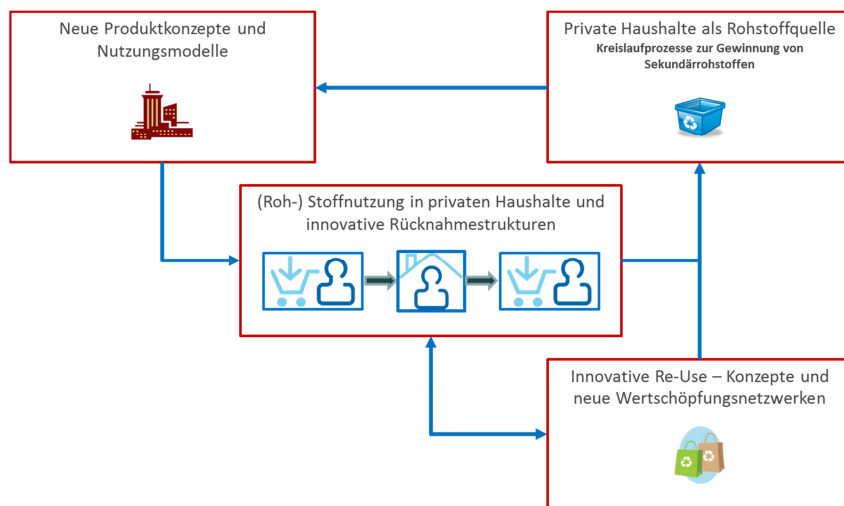 Neue Produktkonzepte und
Nutzungsmodelle
Private Haushalte als Rohstoffquelle
Kreislaufprozesse zur Gewinnung von
Sekundärrohstoffen
(Roh-) Stoffnutzung in privaten Haushalte und
innovative Rücknahmestrukturen
Innovative Re-Use – Konzepte und
neue Wertschöpfungsnetzwerken